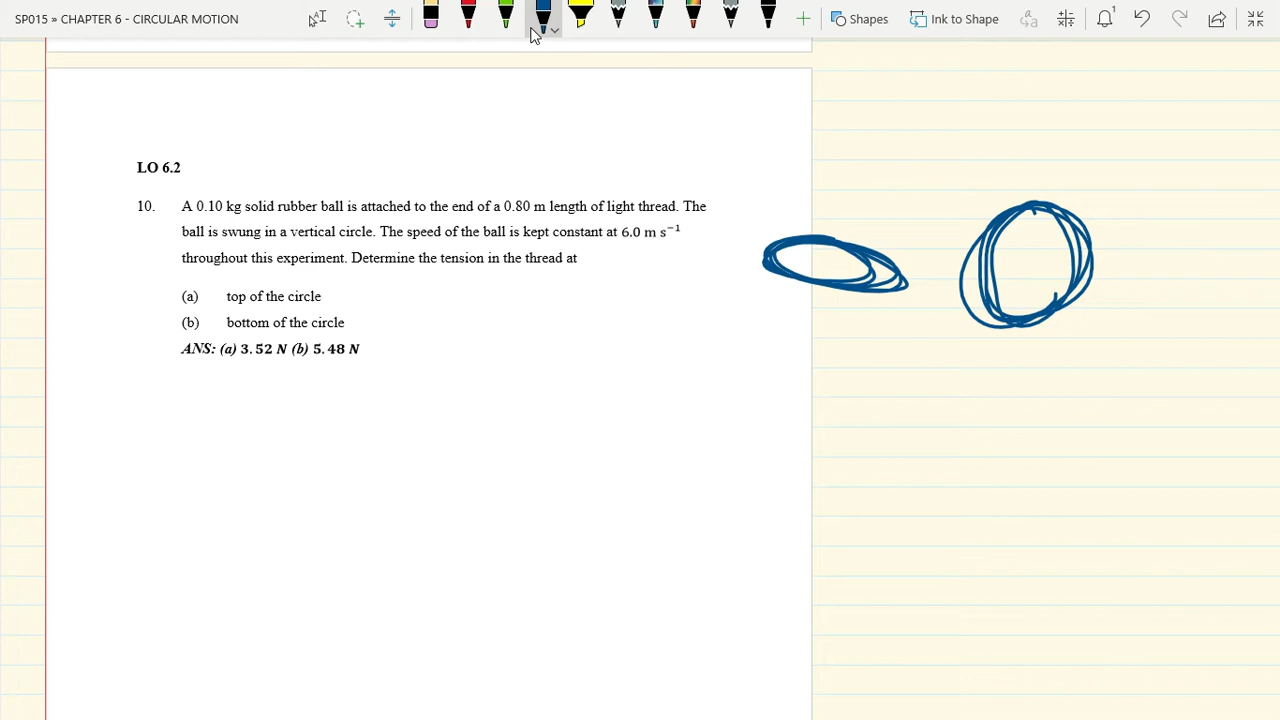 SP015 » CHAPTER 6 - CIRCULAR MOTION
Shapes
Ink to Shape
1
LO 6.2
10. A 0.10 kg solid rubber ball is attached to the end of a 0.80 m length of light thread. The
ball is swung in a vertical circle. The speed of the ball is kept constant at 6.0 m s⁻¹
throughout this experiment. Determine the tension in the thread at
(a) top of the circle
(b) bottom of the circle
ANS: (a) 3.52 N (b) 5.48 N